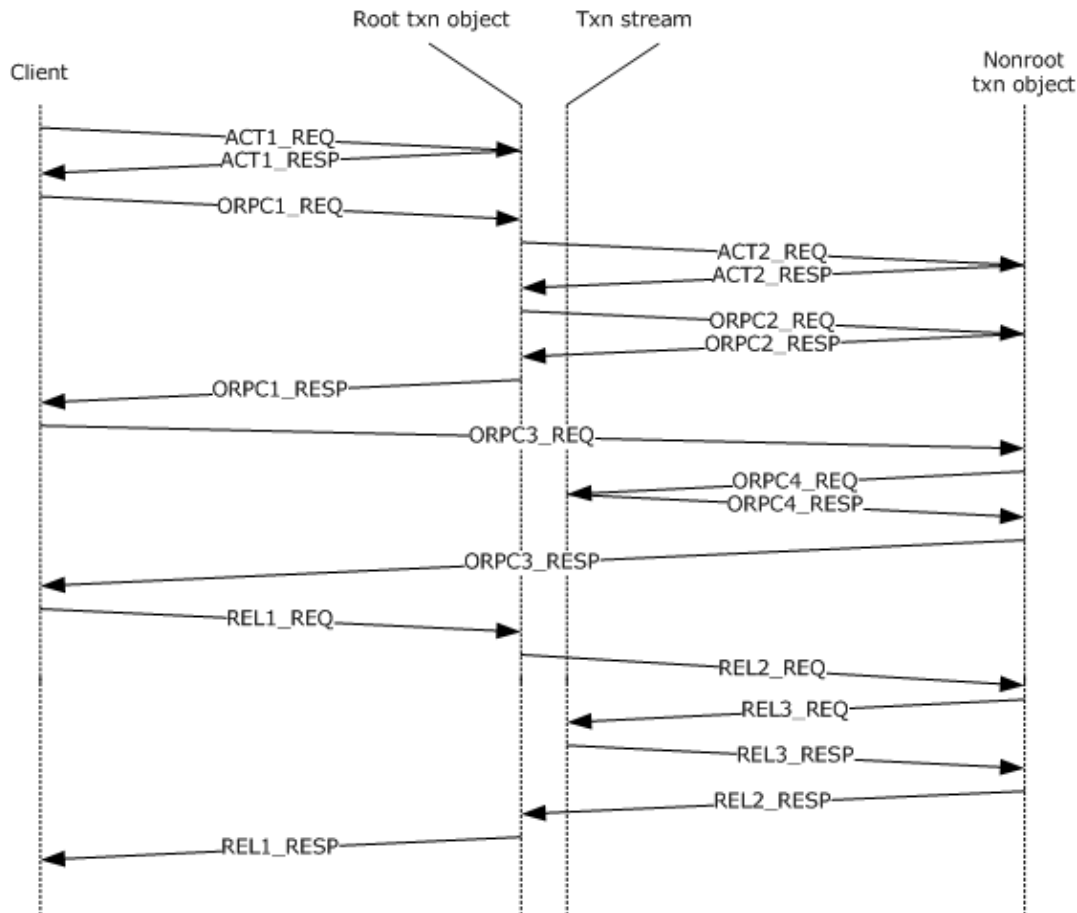 Root txn object
Txn stream
Client
Nonroot
txn object
ACT1_REQ
ACT1_RESP
ORPC1_REQ
ACT2_REQ
ACT2_RESP
ORPC2_REQ
ORPC2_RESP
ORPC1_RESP
ORPC3_REQ
ORPC4_REQ
ORPC4_RESP
ORPC3_RESP
REL1_REQ
REL2_REQ
REL3_REQ
REL3_RESP
REL2_RESP
REL1_RESP